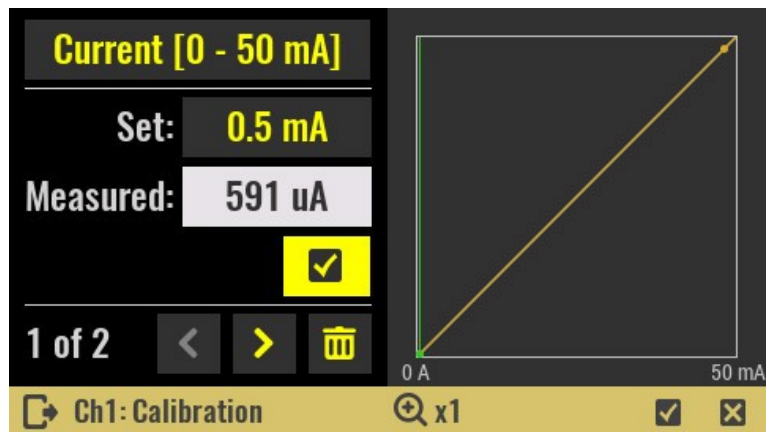 Current [0 - 50 mA]
Set: 0.5 mA
Measured: 591 uA
1 of 2 < >
0 A 50 mA
Ch1: Calibration x1